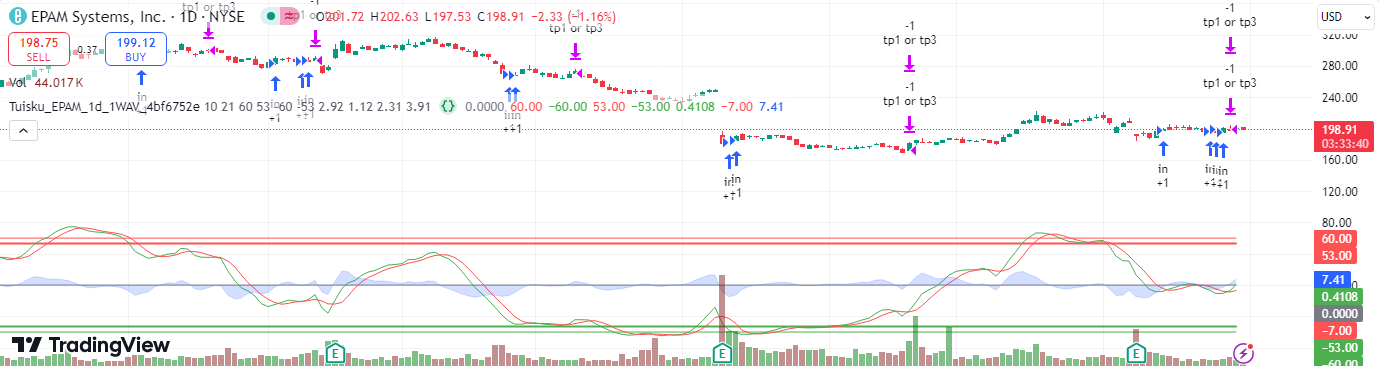 EPAM Systems, Inc. · 1D · NYSE
O201.72 H202.63 L197.53 C198.91 −2.33 (−1.16%)
198.75
SELL
0.37
199.12
BUY
Vol 44.017K
Tuisku_EPAM_1d_1WAV_4bf6752e 10 21 60 53 -60 -53 2.92 1.12 2.31 3.91 0.0000 60.00 −60.00 53.00 −53.00 0.4108 −7.00 7.41
tp1 or tp3
-1
tp1 or tp3
-1
tp1 or tp3
-1
tp1 or tp3
-1
tp1 or tp3
-1
tp1 or tp3
-1
tp1 or tp3
in
+1
in
+1
in
+1
in
+1
in
+1
in
+1
USD
320.00
280.00
240.00
198.91
03:33:40
160.00
120.00
80.00
60.00
53.00
7.41
0.4108
0.0000
−7.00
−53.00
−60.00
E
E
E
TradingView